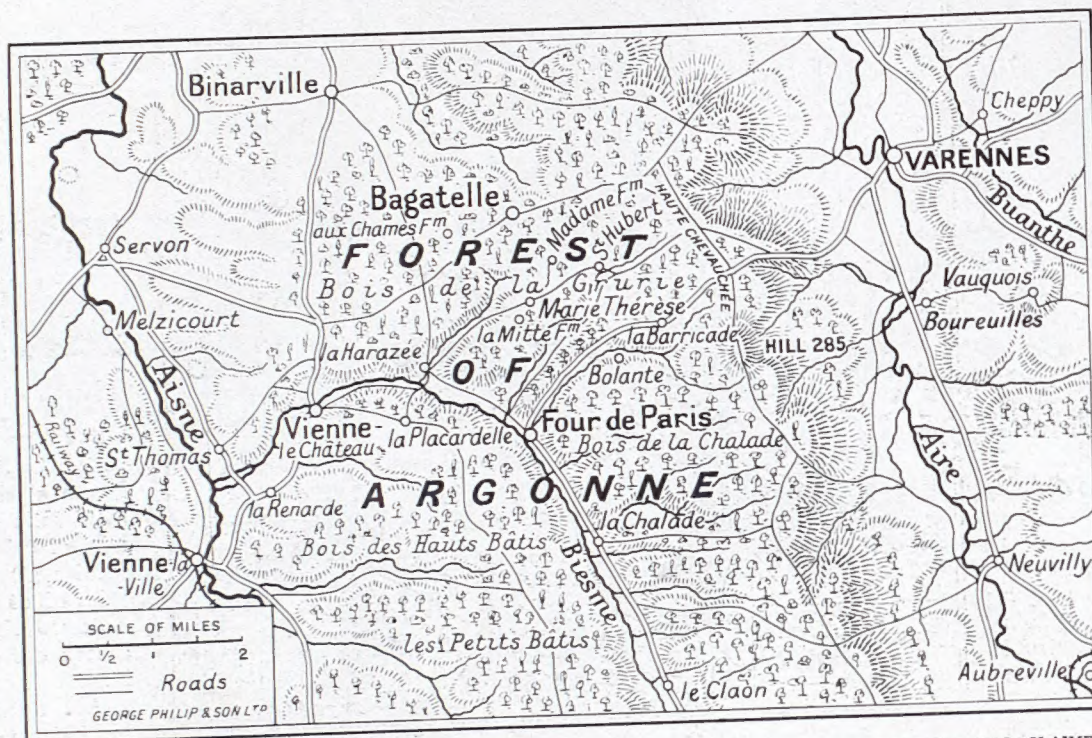 Binarville
Cheppy
VARENNES
Buanthe
Bagatelle
aux Charmes Fm
Madame Fm
St Hubert
HAUTE CHEVAUCHÉE
Servon
FOREST
Bois de la Grurie
Vauquois
Marie Thérèse
Melzicourt
la Mitte Fm
la Barricade
Boureuilles
la Harazée
HILL 285
OF
Bolante
Aisne
Vienne-
le Château
la Placardelle
Four de Paris
Bois de la Chalade
Railway
St Thomas
Aire
ARGONNE
la Renarde
la Chalade
Bois des Hauts Bâtis
Biesme
Vienne-la
-Ville
Neuvilly
SCALE OF MILES
0 ½ 2
les Petits Bâtis
Roads
le Claon
Aubreville
GEORGE PHILIP & SON LTD